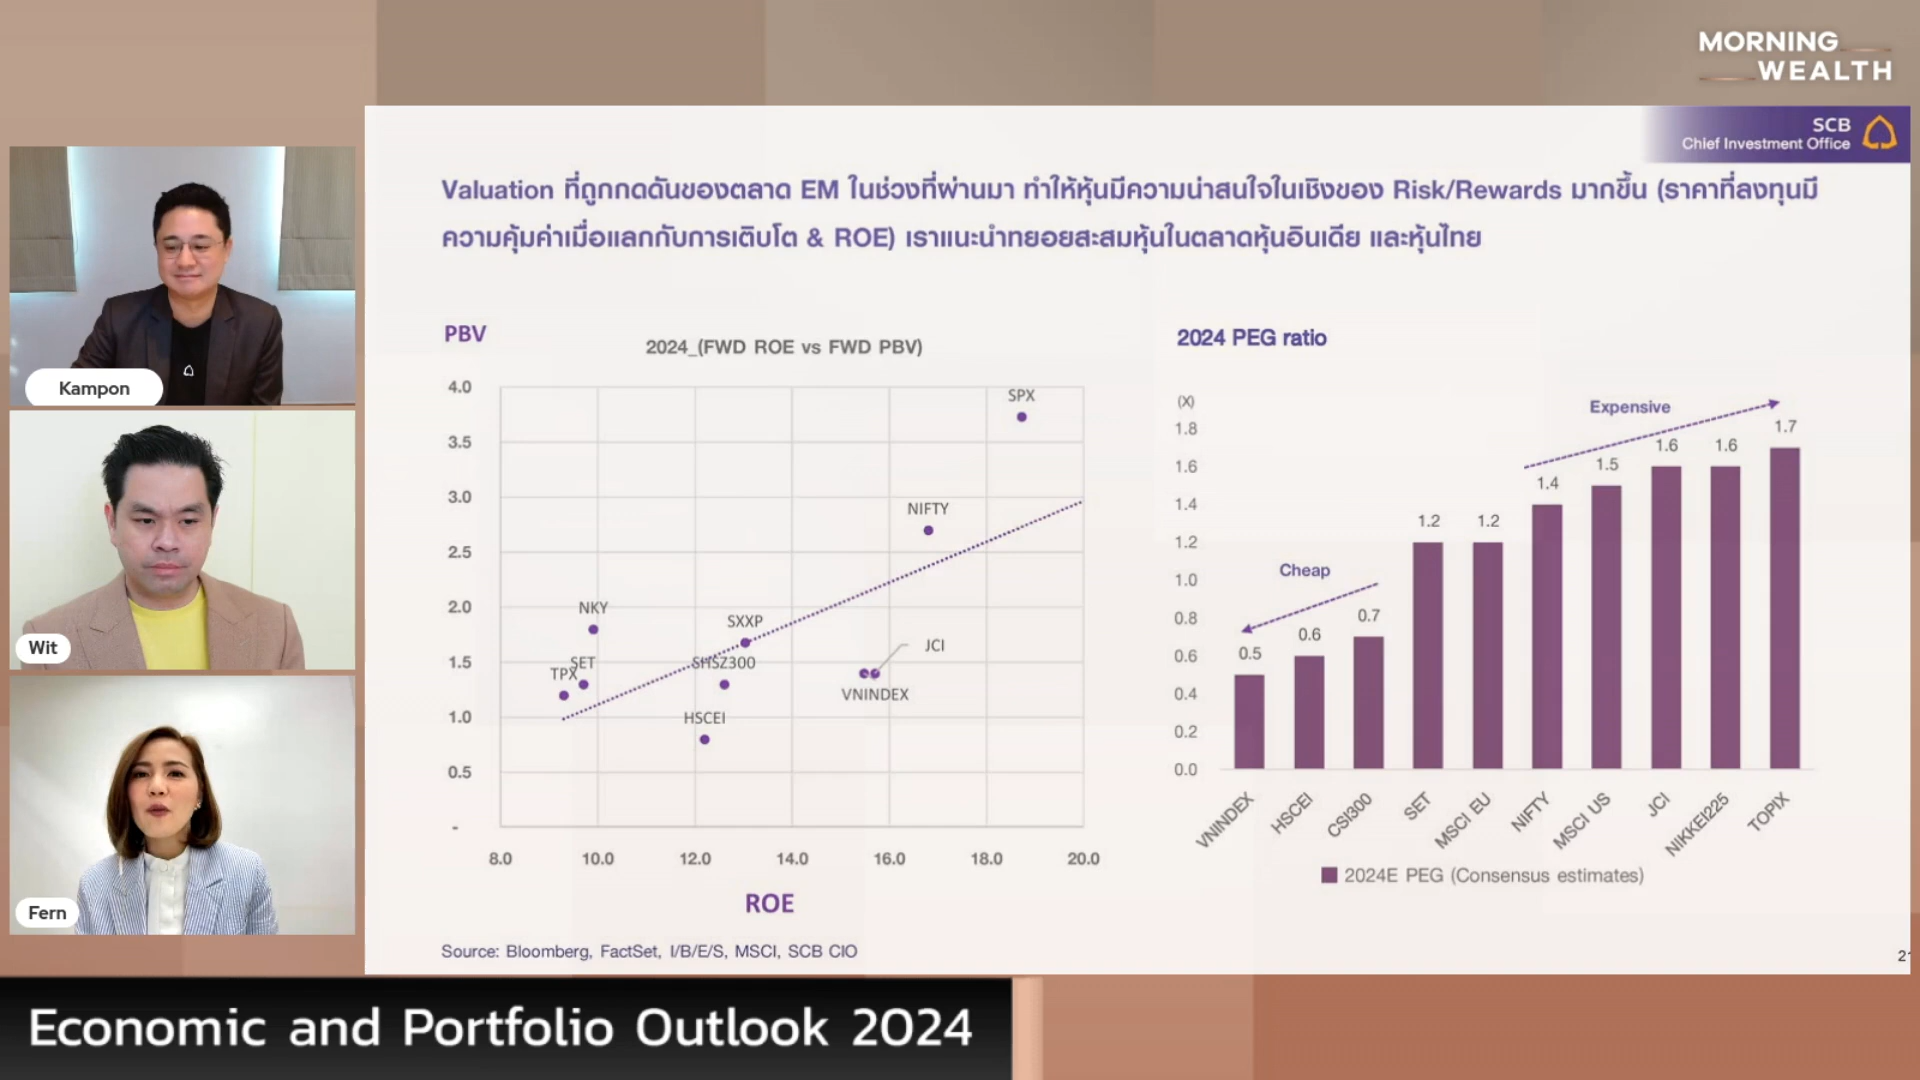 MORNING
WEALTH
SCB
Chief Investment Office
Valuation ที่ถูกกดดันของตลาด EM ในช่วงที่ผ่านมา ทำให้หุ้นมีความน่าสนใจในเชิงของ Risk/Rewards มากขึ้น (ราคาที่ลงทุนมี
ความคุ้มค่าเมื่อแลกกับการเติบโต & ROE) เราแนะนำทยอยสะสมหุ้นในตลาดหุ้นอินเดีย และหุ้นไทย
PBV
2024_(FWD ROE vs FWD PBV)
4.0
3.5
3.0
2.5
2.0
1.5
1.0
0.5
-
SPX
NIFTY
NKY
SXXP
JCI
SET
TPX
SHSZ300
VNINDEX
HSCEI
8.0 10.0 12.0 14.0 16.0 18.0 20.0
ROE
Source: Bloomberg, FactSet, I/B/E/S, MSCI, SCB CIO
2024 PEG ratio
(X)
1.8
1.6
1.4
1.2
1.0
0.8
0.6
0.4
0.2
0.0
Cheap
Expensive
0.5 0.6 0.7 1.2 1.2 1.4 1.5 1.6 1.6 1.7
VNINDEX HSCEI CSI300 SET MSCI EU NIFTY MSCI US JCI NIKKEI225 TOPIX
2024E PEG (Consensus estimates)
Kampon
Wit
Fern
Economic and Portfolio Outlook 2024